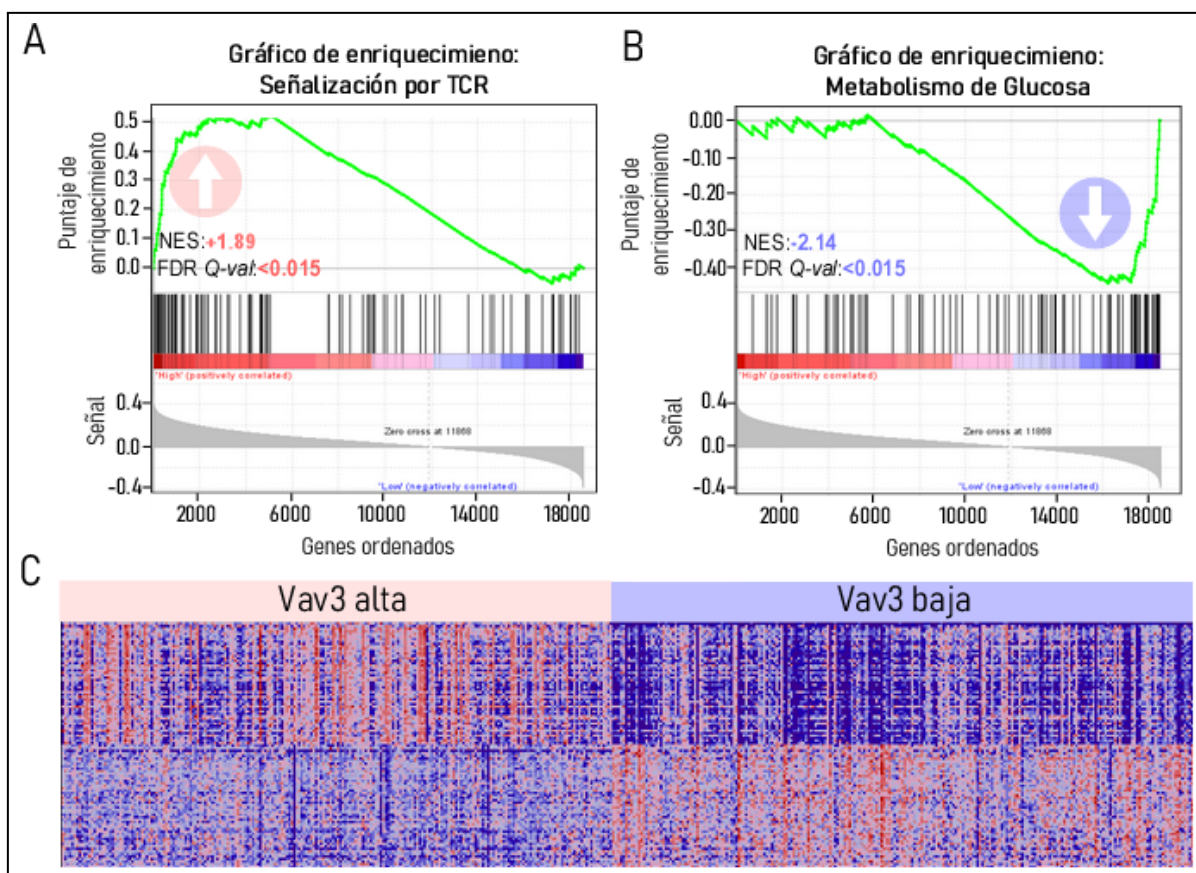 A
Gráfico de enriquecimieno:
Señalización por TCR
Puntaje de
enriquecimiento
0.5
0.4
0.3
0.2
0.1
0.0
NES:+1.89
FDR Q-val:<0.015
'High' (positively correlated)
Señal
0.4
0.0
-0.4
Zero cross at 11868
'Low' (negatively correlated)
2000 6000 10000 14000 18000
Genes ordenados
B
Gráfico de enriquecimieno:
Metabolismo de Glucosa
Puntaje de
enriquecimiento
0.00
-0.10
-0.20
-0.30
-0.40
NES:-2.14
FDR Q-val:<0.015
'High' (positively correlated)
Señal
0.4
0.0
-0.4
Zero cross at 11868
'Low' (negatively correlated)
2000 6000 10000 14000 18000
Genes ordenados
C
Vav3 alta Vav3 baja